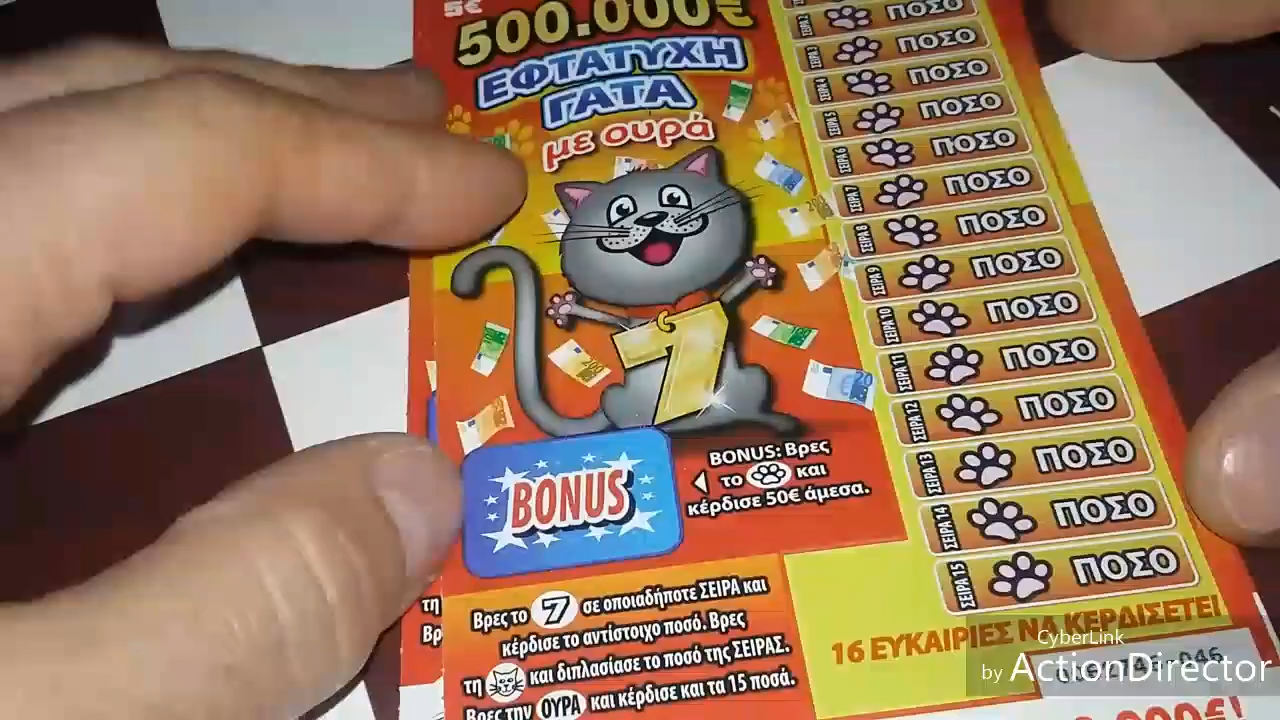 5€
500.000€
ΕΦΤΑΤΥΧΗ
ΓΑΤΑ
με ουρά
BONUS
BONUS: Βρες
το και
κέρδισε 50€ άμεσα.
Βρες το 7 σε οποιαδήποτε ΣΕΙΡΑ και
κέρδισε το αντίστοιχο ποσό. Βρες
τη και διπλασίασε το ποσό της ΣΕΙΡΑΣ.
Βρες την ΟΥΡΑ και κέρδισε και τα 15 ποσά.
τη
Βρ
7
ΣΕΙΡΑ 2 ΠΟΣΟ
ΣΕΙΡΑ 3 ΠΟΣΟ
ΣΕΙΡΑ 4 ΠΟΣΟ
ΣΕΙΡΑ 5 ΠΟΣΟ
ΣΕΙΡΑ 6 ΠΟΣΟ
ΣΕΙΡΑ 7 ΠΟΣΟ
ΣΕΙΡΑ 8 ΠΟΣΟ
ΣΕΙΡΑ 9 ΠΟΣΟ
ΣΕΙΡΑ 10 ΠΟΣΟ
ΣΕΙΡΑ 11 ΠΟΣΟ
ΣΕΙΡΑ 12 ΠΟΣΟ
ΣΕΙΡΑ 13 ΠΟΣΟ
ΣΕΙΡΑ 14 ΠΟΣΟ
ΣΕΙΡΑ 15 ΠΟΣΟ
16 ΕΥΚΑΙΡΙΕΣ ΝΑ ΚΕΡΔΙΣΕΤΕ!
CyberLink
by ActionDirector